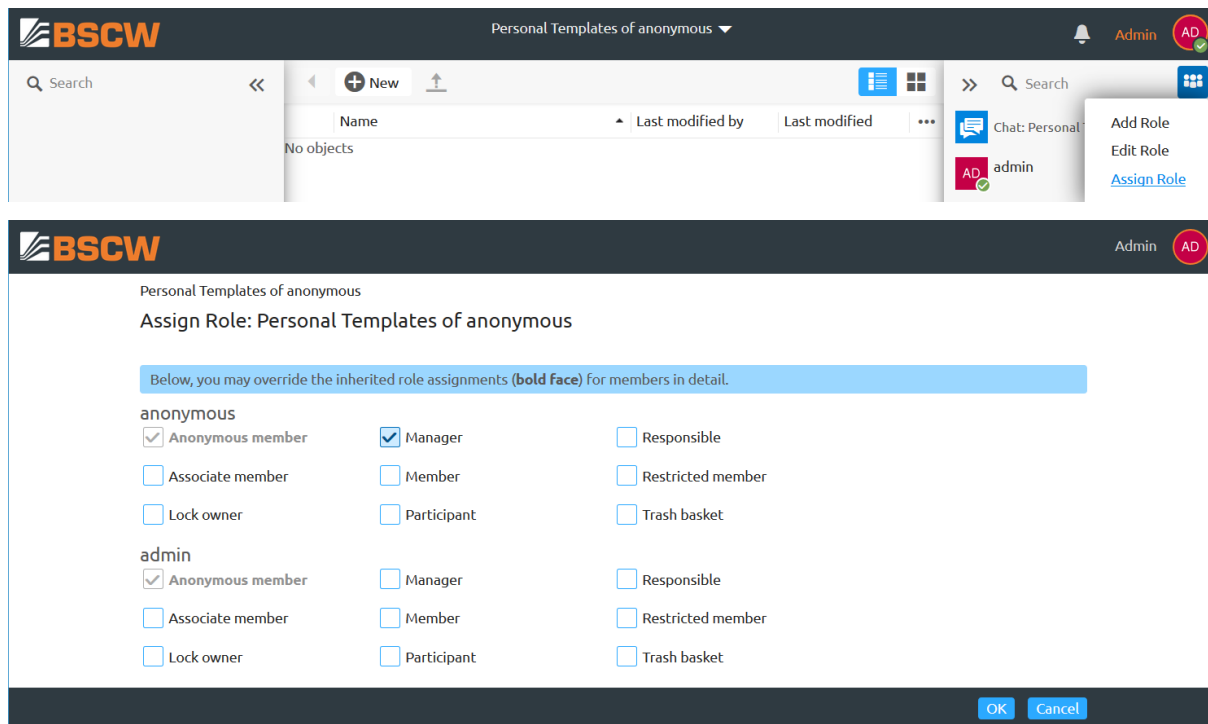 BSCW Personal Templates of anonymous Admin AD
Search New Search
Name Last modified by Last modified Chat: Personal Add Role
No objects admin Edit Role
AD Assign Role
BSCW Admin AD
Personal Templates of anonymous
Assign Role: Personal Templates of anonymous
Below, you may override the inherited role assignments (bold face) for members in detail.
anonymous
Anonymous member Manager Responsible
Associate member Member Restricted member
Lock owner Participant Trash basket
admin
Anonymous member Manager Responsible
Associate member Member Restricted member
Lock owner Participant Trash basket
OK Cancel